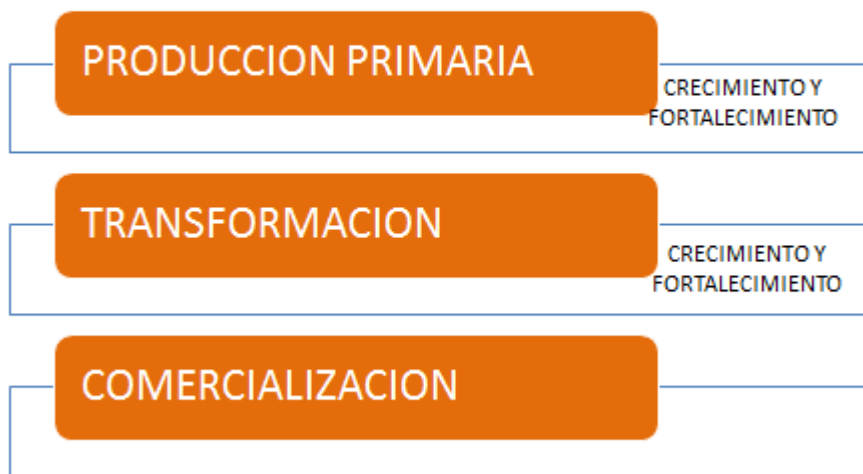 PRODUCCION PRIMARIA
CRECIMIENTO Y
FORTALECIMIENTO
TRANSFORMACION
CRECIMIENTO Y
FORTALECIMIENTO
COMERCIALIZACION